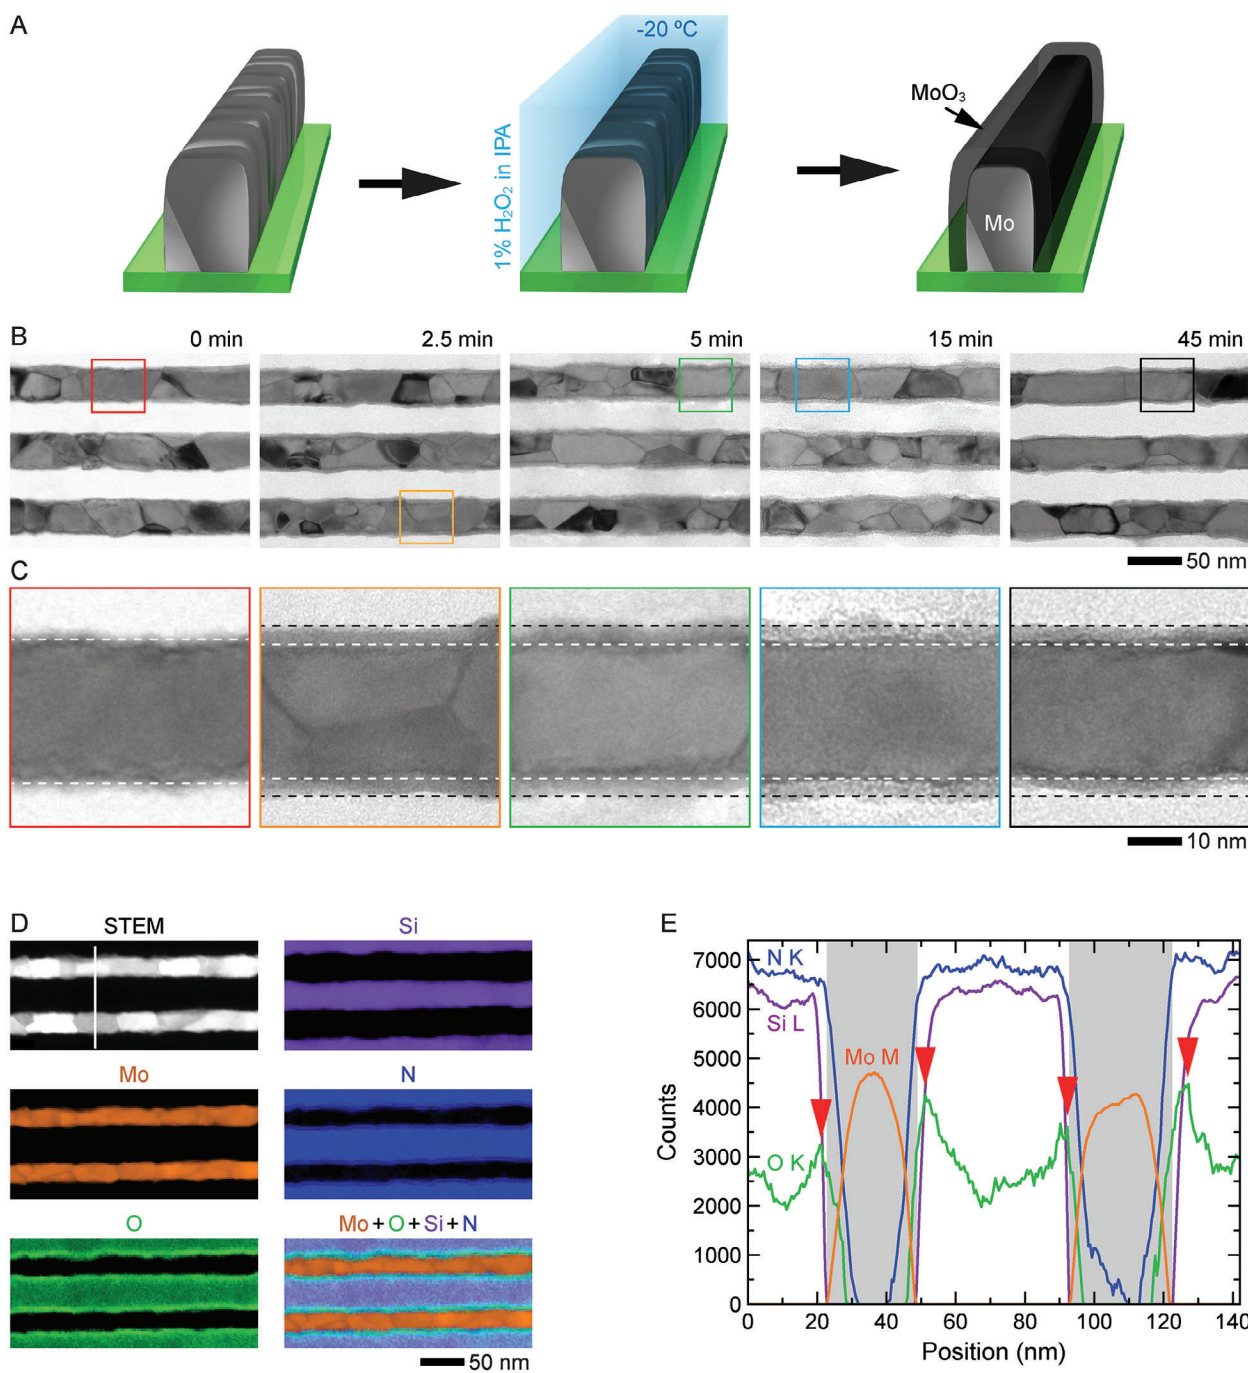 A
-20 ºC
1% H₂O₂ in IPA
MoO₃
Mo
B
0 min
2.5 min
5 min
15 min
45 min
50 nm
C
10 nm
D
STEM
Si
Mo
N
O
Mo + O + Si + N
50 nm
E
N K
Si L
Mo M
O K
Counts
7000
6000
5000
4000
3000
2000
1000
0
0 20 40 60 80 100 120 140
Position (nm)